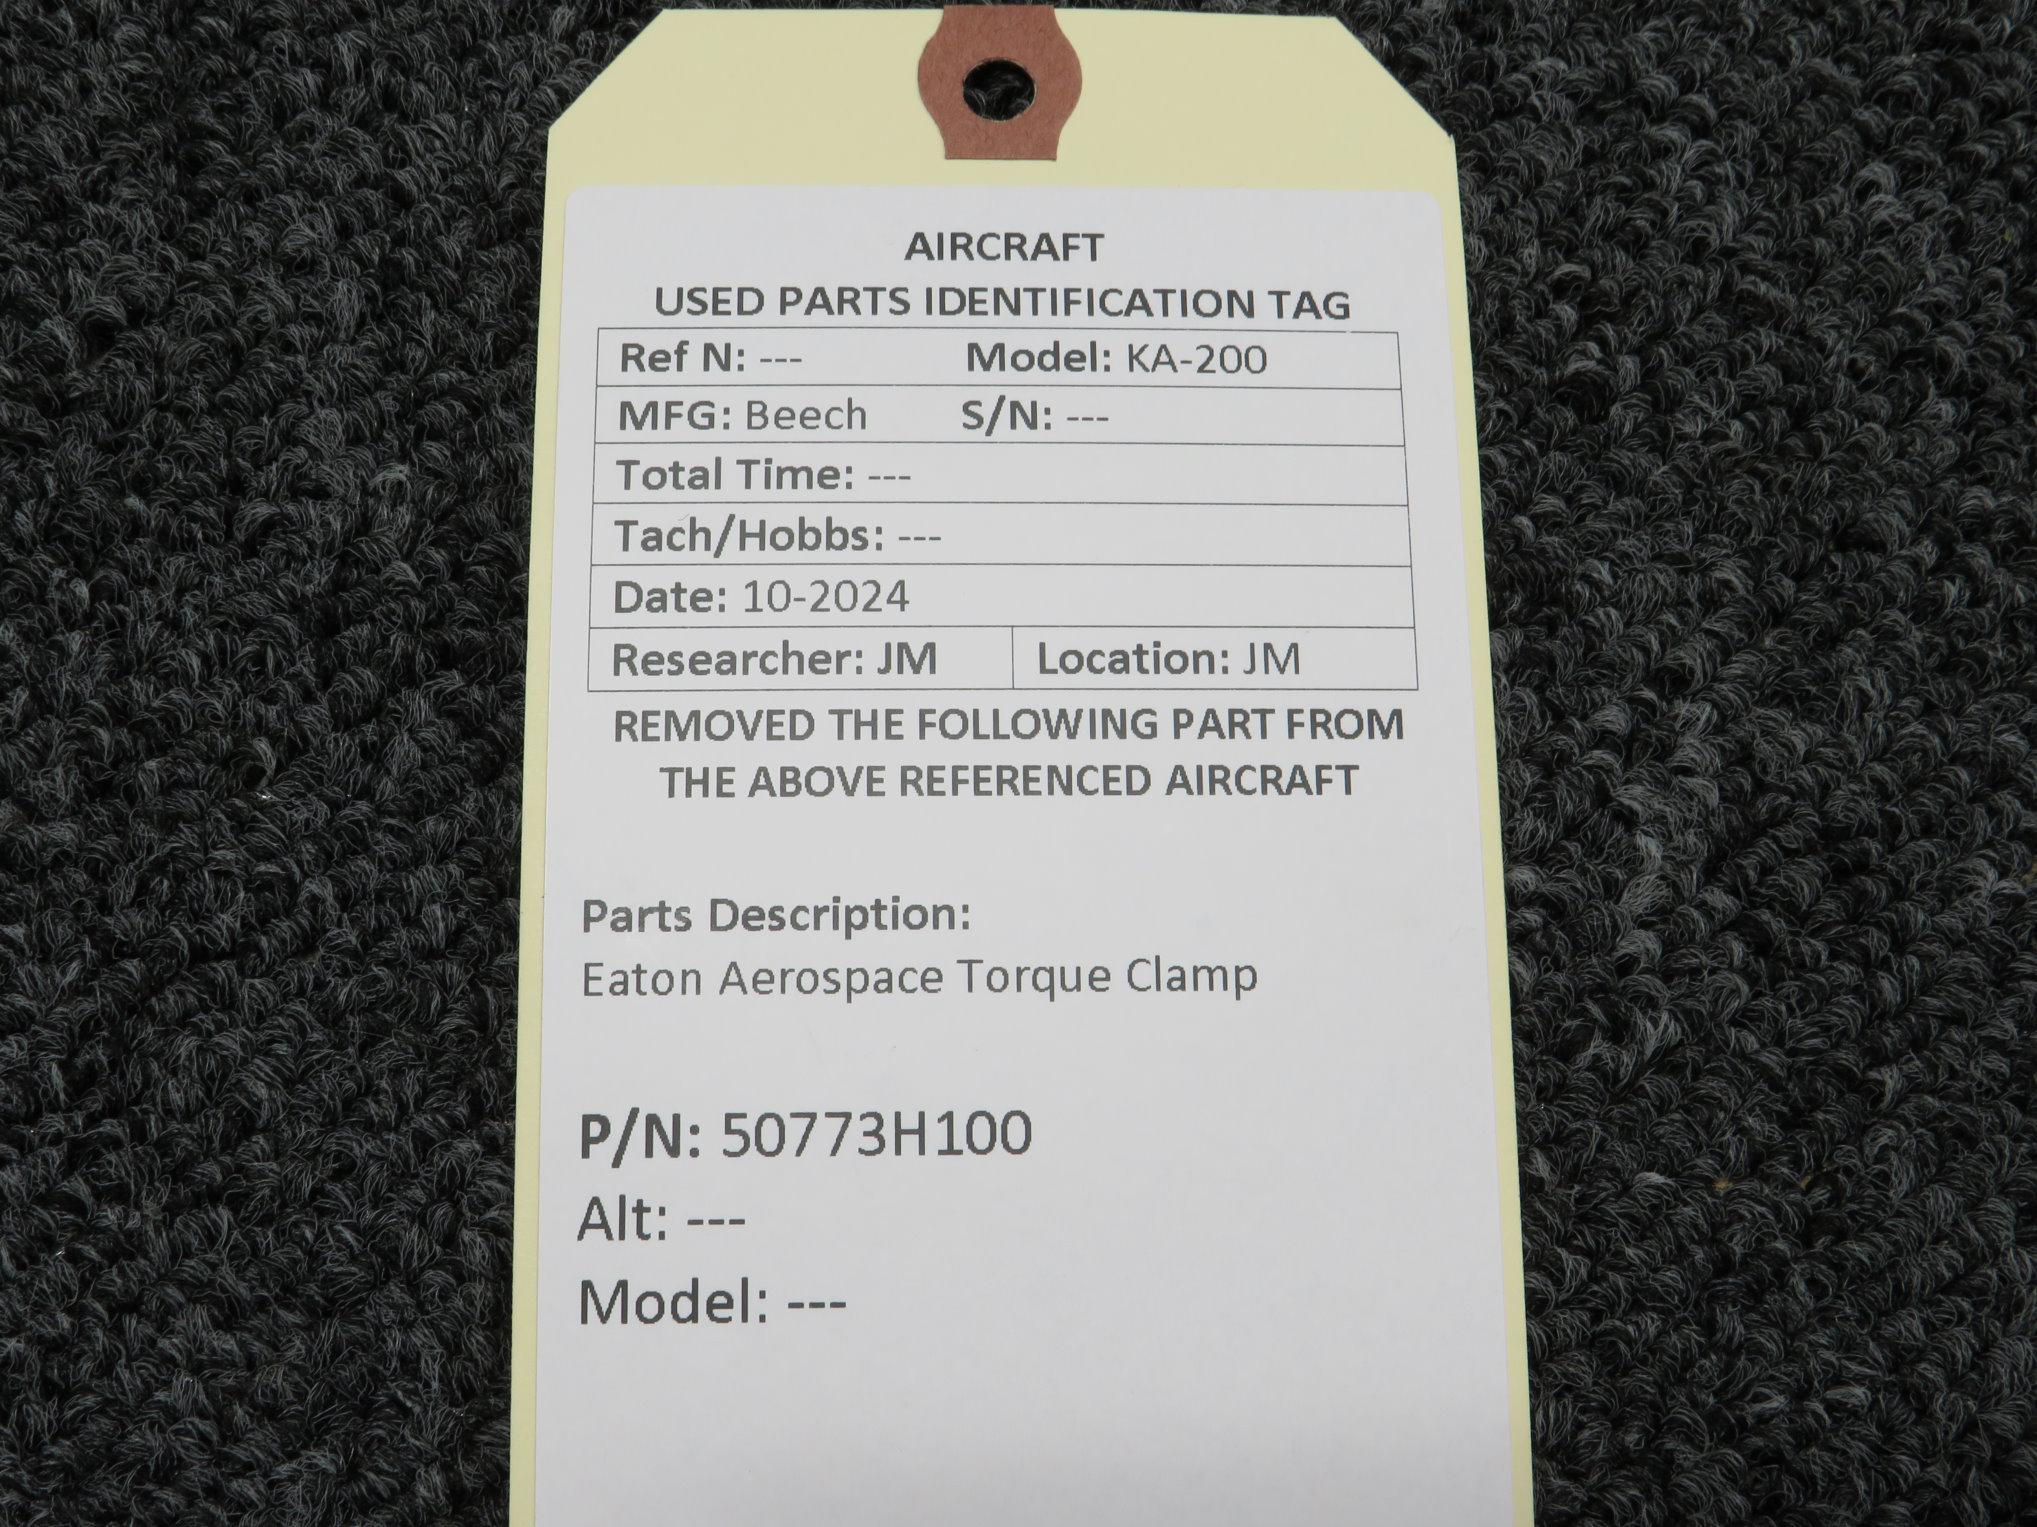 AIRCRAFT
USED PARTS IDENTIFICATION TAG
Ref N: --- Model: KA-200
MFG: Beech S/N: ---
Total Time: ---
Tach/Hobbs: ---
Date: 10-2024
Researcher: JM Location: JM
REMOVED THE FOLLOWING PART FROM
THE ABOVE REFERENCED AIRCRAFT
Parts Description:
Eaton Aerospace Torque Clamp
P/N: 50773H100
Alt: ---
Model: ---